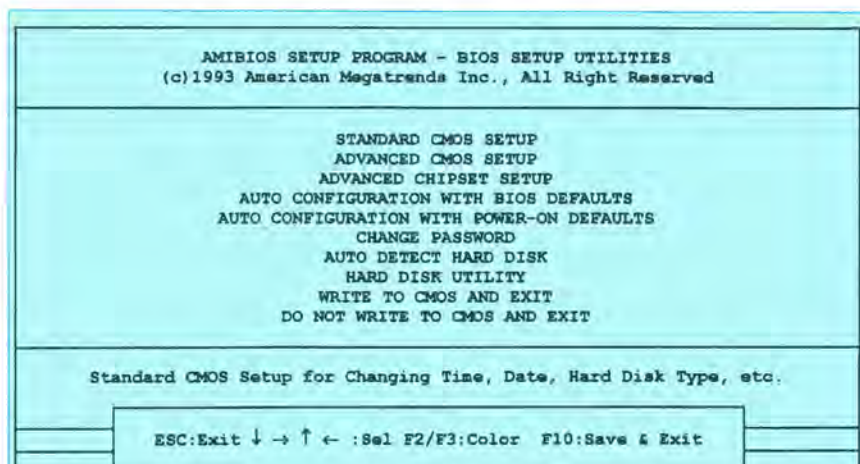 AMIBIOS SETUP PROGRAM - BIOS SETUP UTILITIES
(c)1993 American Megatrends Inc., All Right Reserved
STANDARD CMOS SETUP
ADVANCED CMOS SETUP
ADVANCED CHIPSET SETUP
AUTO CONFIGURATION WITH BIOS DEFAULTS
AUTO CONFIGURATION WITH POWER-ON DEFAULTS
CHANGE PASSWORD
AUTO DETECT HARD DISK
HARD DISK UTILITY
WRITE TO CMOS AND EXIT
DO NOT WRITE TO CMOS AND EXIT
Standard CMOS Setup for Changing Time, Date, Hard Disk Type, etc.
ESC:Exit ↓ → ↑ ← :Sel F2/F3:Color F10:Save & Exit